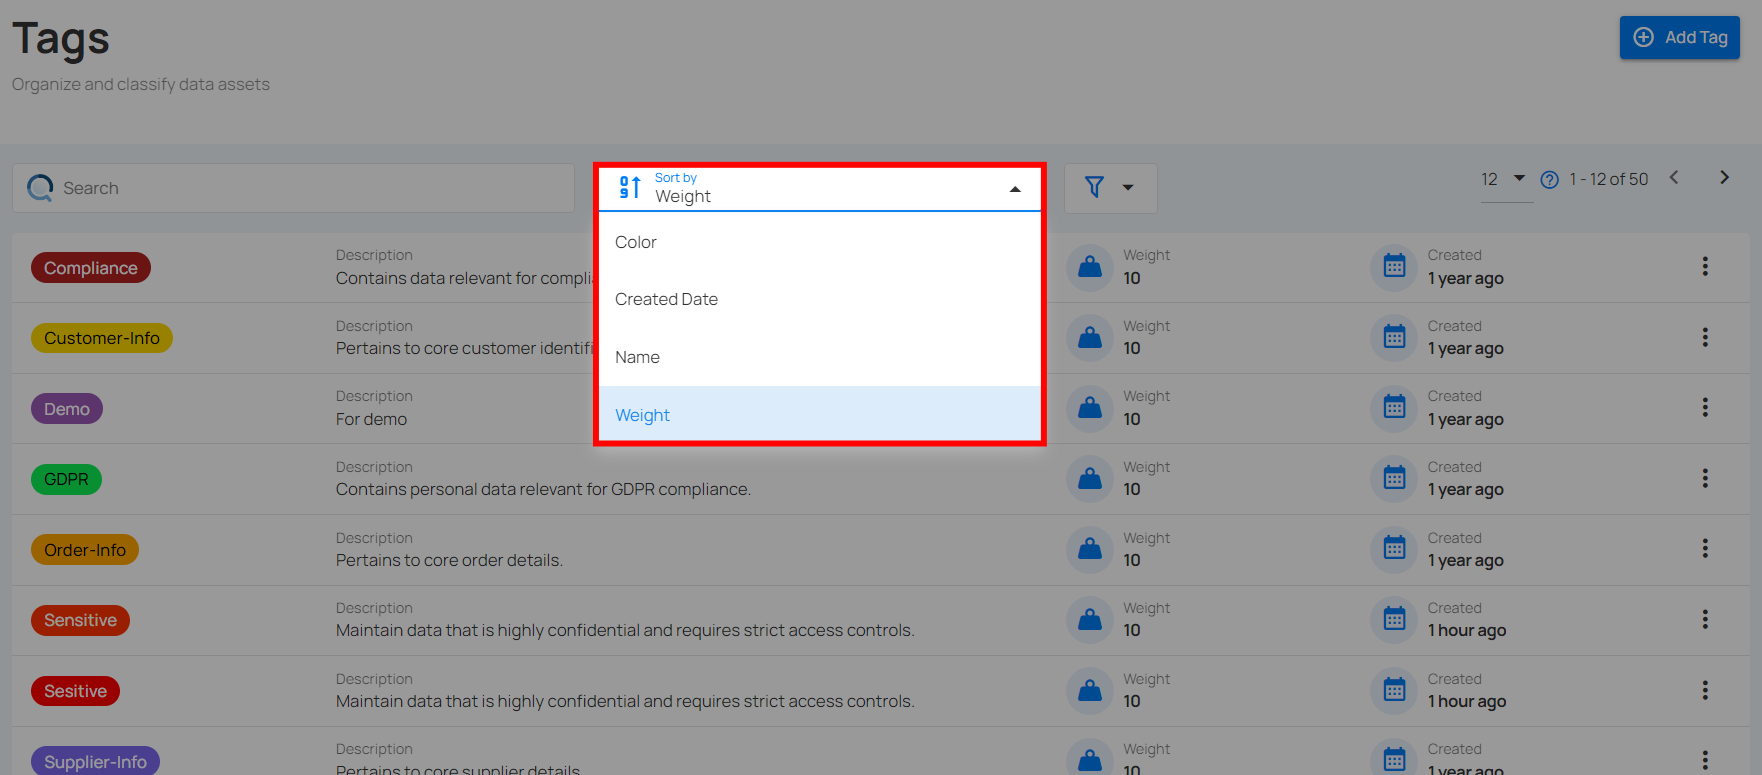 Tags
Add Tag
Organize and classify data assets
Search
Sort by
Weight
12
1 - 12 of 50
Color
Created Date
Name
Weight
Compliance
Description
Contains data relevant for compli
Weight
10
Created
1 year ago
Customer-Info
Description
Pertains to core customer identifi
Weight
10
Created
1 year ago
Demo
Description
For demo
Weight
10
Created
1 year ago
GDPR
Description
Contains personal data relevant for GDPR compliance.
Weight
10
Created
1 year ago
Order-Info
Description
Pertains to core order details.
Weight
10
Created
1 year ago
Sensitive
Description
Maintain data that is highly confidential and requires strict access controls.
Weight
10
Created
1 hour ago
Sesitive
Description
Maintain data that is highly confidential and requires strict access controls.
Weight
10
Created
1 hour ago
Supplier-Info
Description
Pertains to core supplier details.
Weight
10
Created
1 year ago